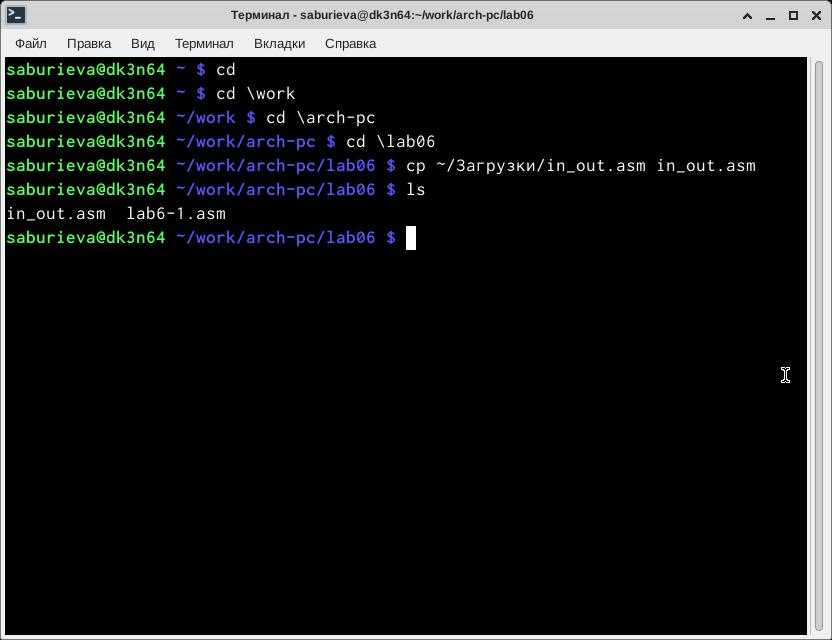 Терминал - saburieva@dk3n64:~/work/arch-pc/lab06
Файл Правка Вид Терминал Вкладки Справка
saburieva@dk3n64 ~ $ cd
saburieva@dk3n64 ~ $ cd \work
saburieva@dk3n64 ~/work $ cd \arch-pc
saburieva@dk3n64 ~/work/arch-pc $ cd \lab06
saburieva@dk3n64 ~/work/arch-pc/lab06 $ cp ~/Загрузки/in_out.asm in_out.asm
saburieva@dk3n64 ~/work/arch-pc/lab06 $ ls
in_out.asm  lab6-1.asm
saburieva@dk3n64 ~/work/arch-pc/lab06 $